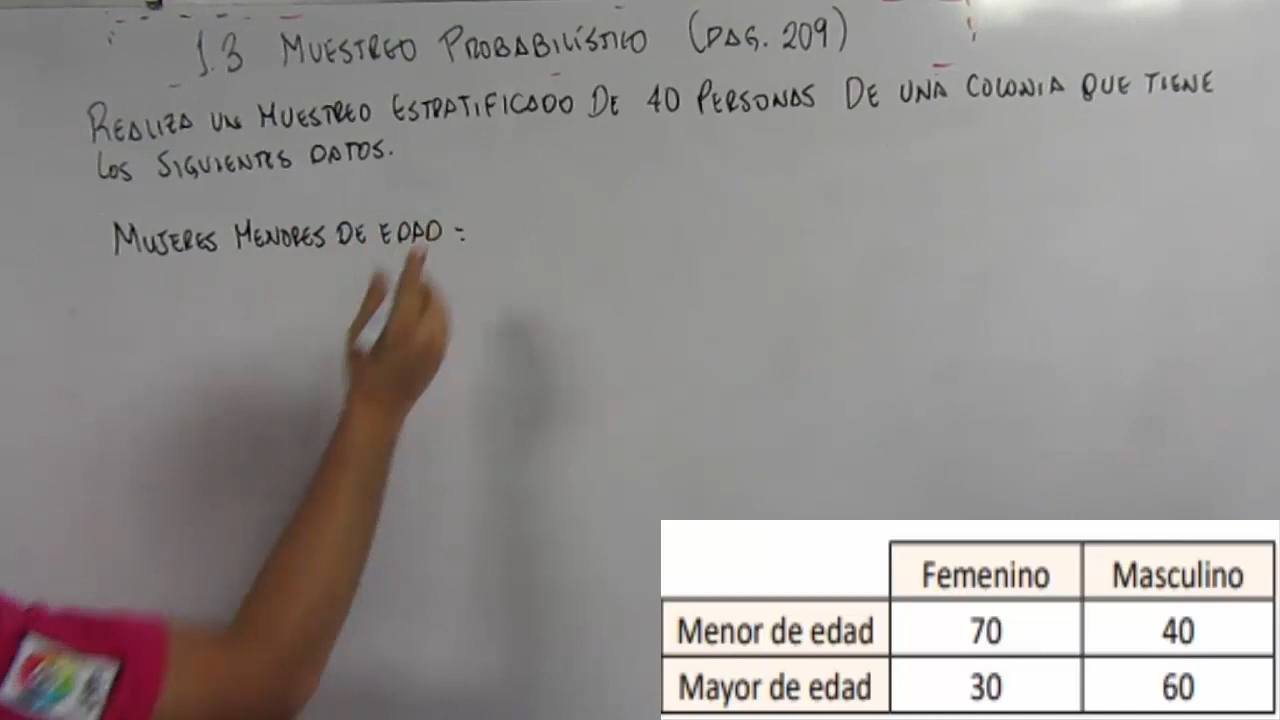 1.3 MUESTREO PROBABILÍSTICO (PAG. 209)
REALIZA UN MUESTREO ESTRATIFICADO DE 40 PERSONAS DE UNA COLONIA QUE TIENE
LOS SIGUIENTES DATOS.
MUJERES MENORES DE EDAD =
Femenino Masculino
Menor de edad 70 40
Mayor de edad 30 60